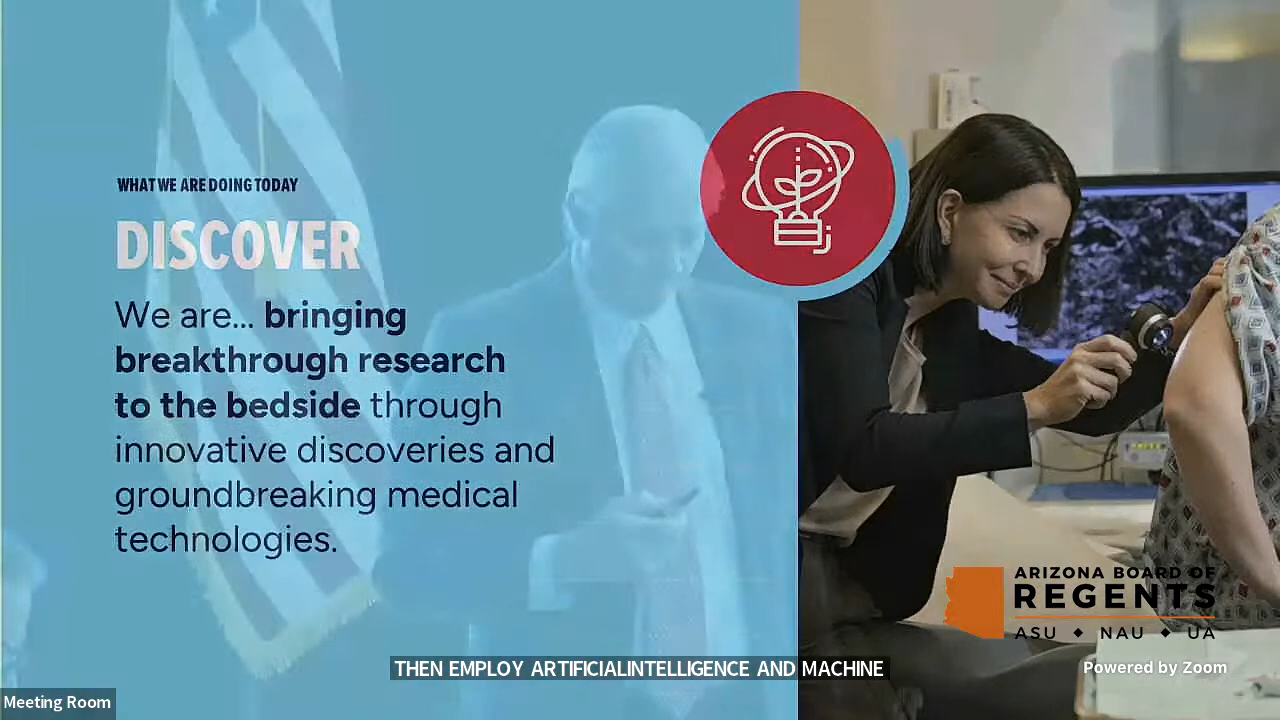 WHAT WE ARE DOING TODAY
DISCOVER
We are... bringing
breakthrough research
to the bedside through
innovative discoveries and
groundbreaking medical
technologies.
ARIZONA BOARD OF
REGENTS
ASU ◆ NAU ◆ UA
THEN EMPLOY ARTIFICIALINTELLIGENCE AND MACHINE
Powered by Zoom
Meeting Room